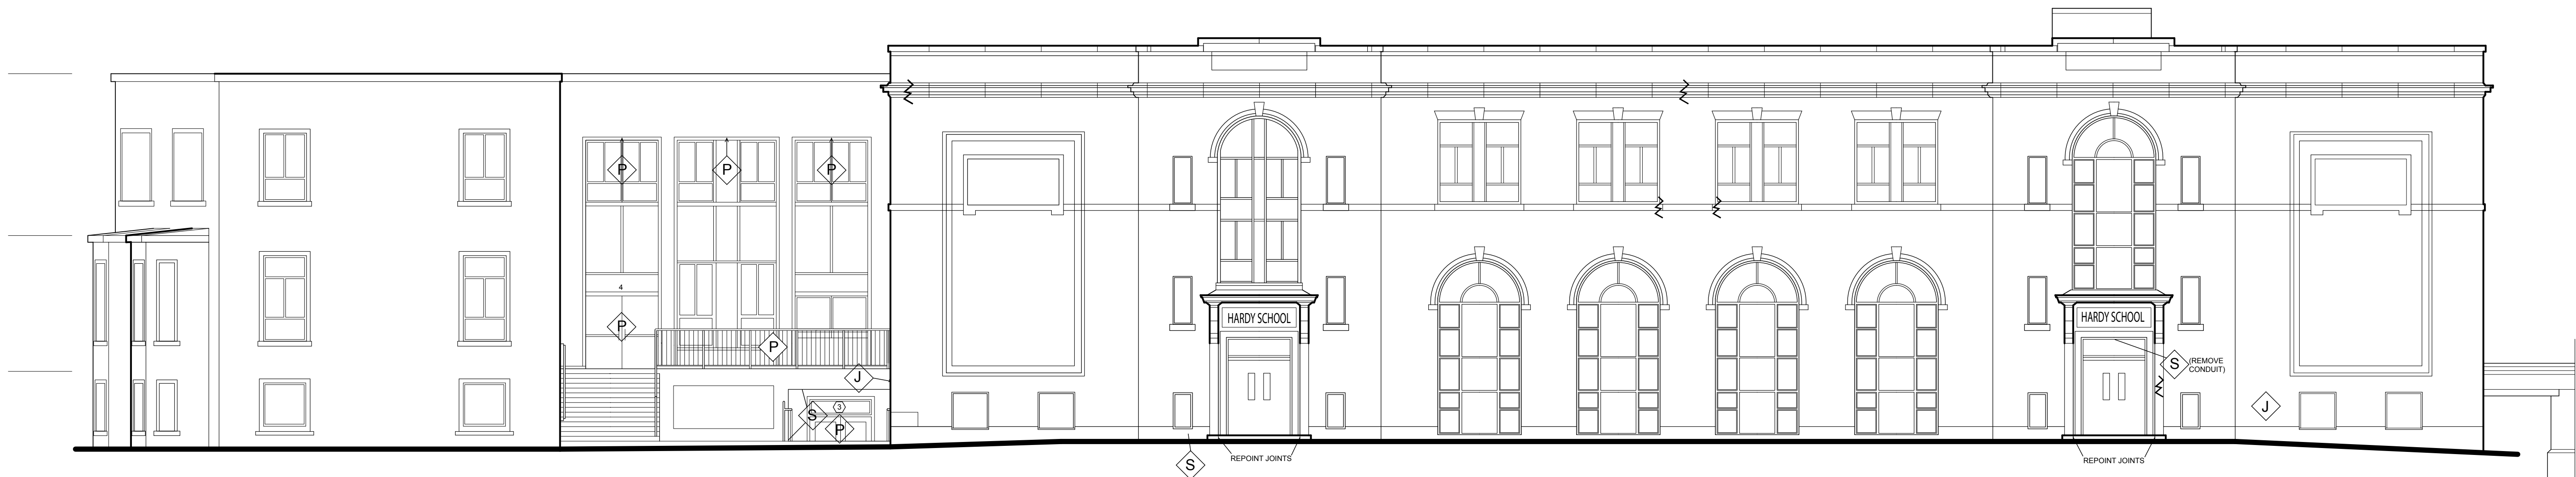 P
P
P
4
P
P
J
S
3
P
HARDY SCHOOL
HARDY SCHOOL
S
(REMOVE
CONDUIT)
J
S
REPOINT JOINTS
REPOINT JOINTS